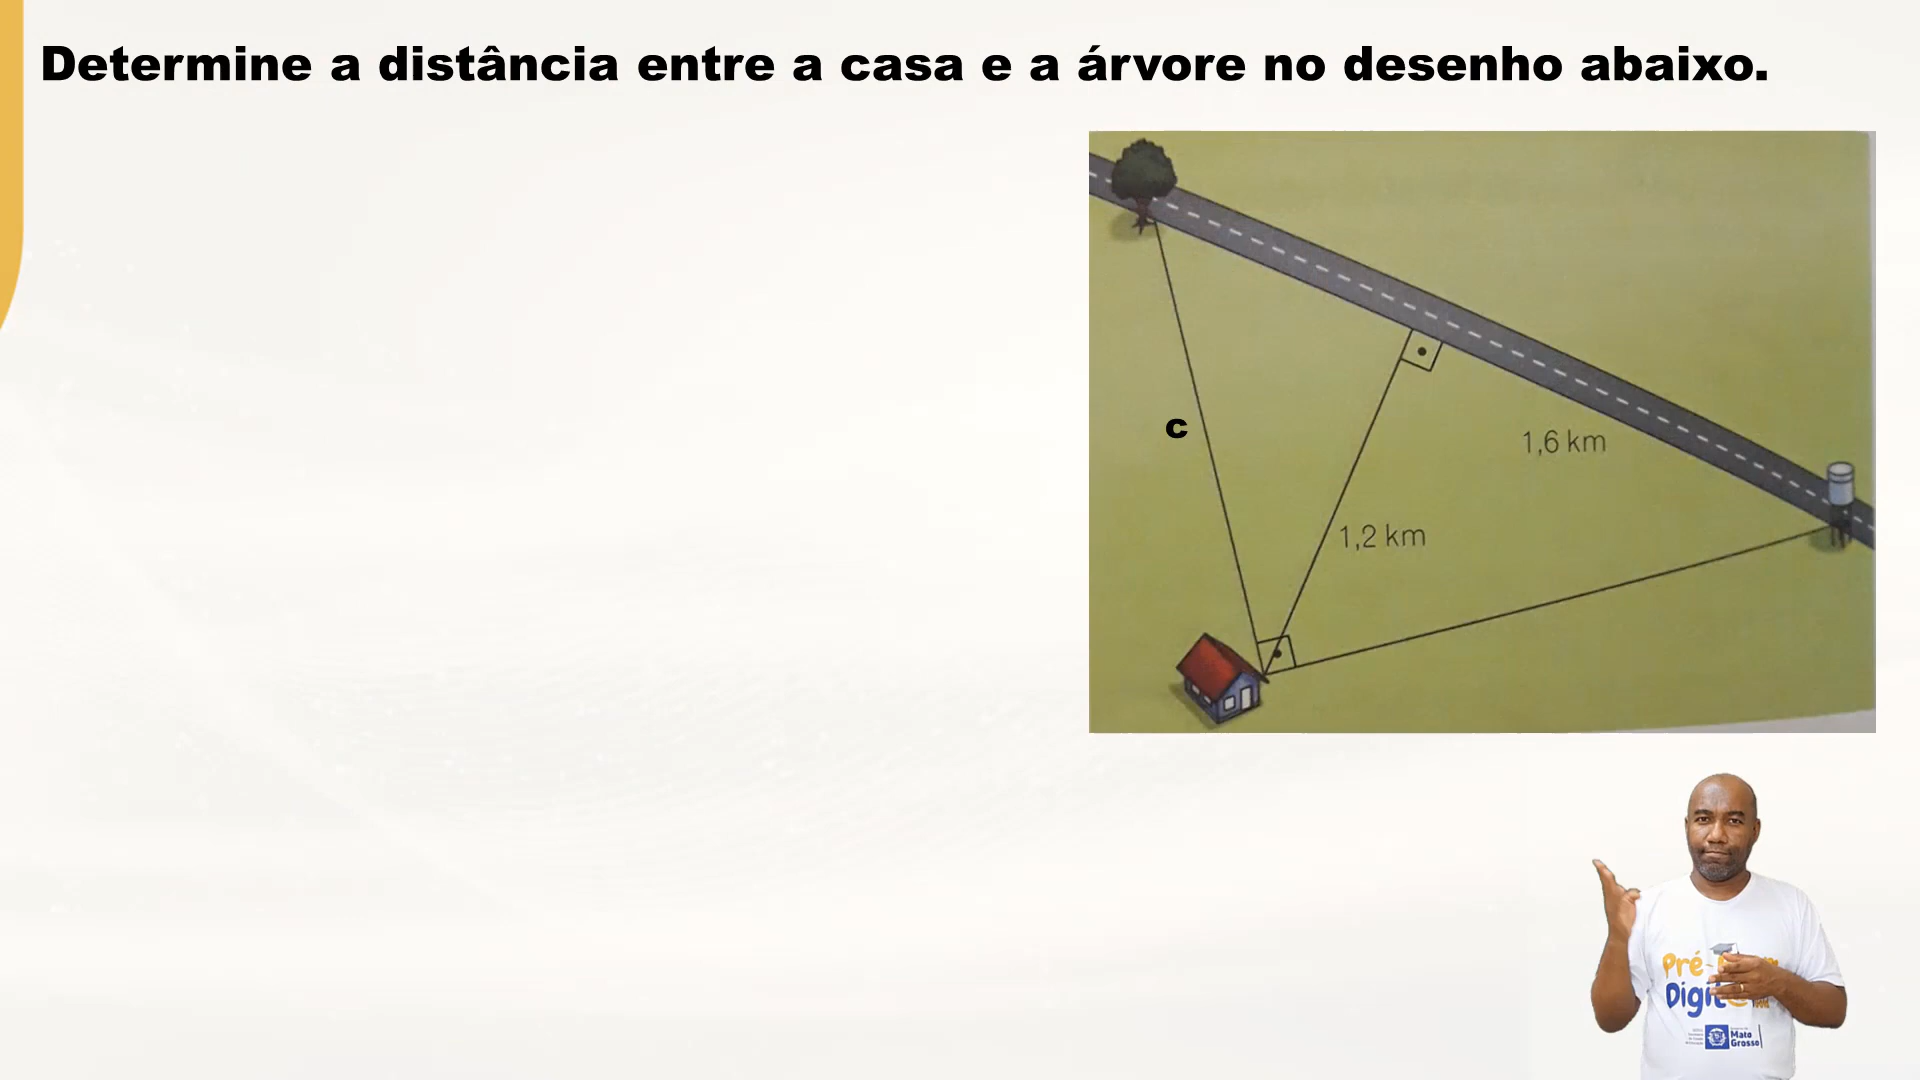 Determine a distância entre a casa e a árvore no desenho abaixo.
c
1,6 km
1,2 km
Pré
Digit
Mato
Grosso